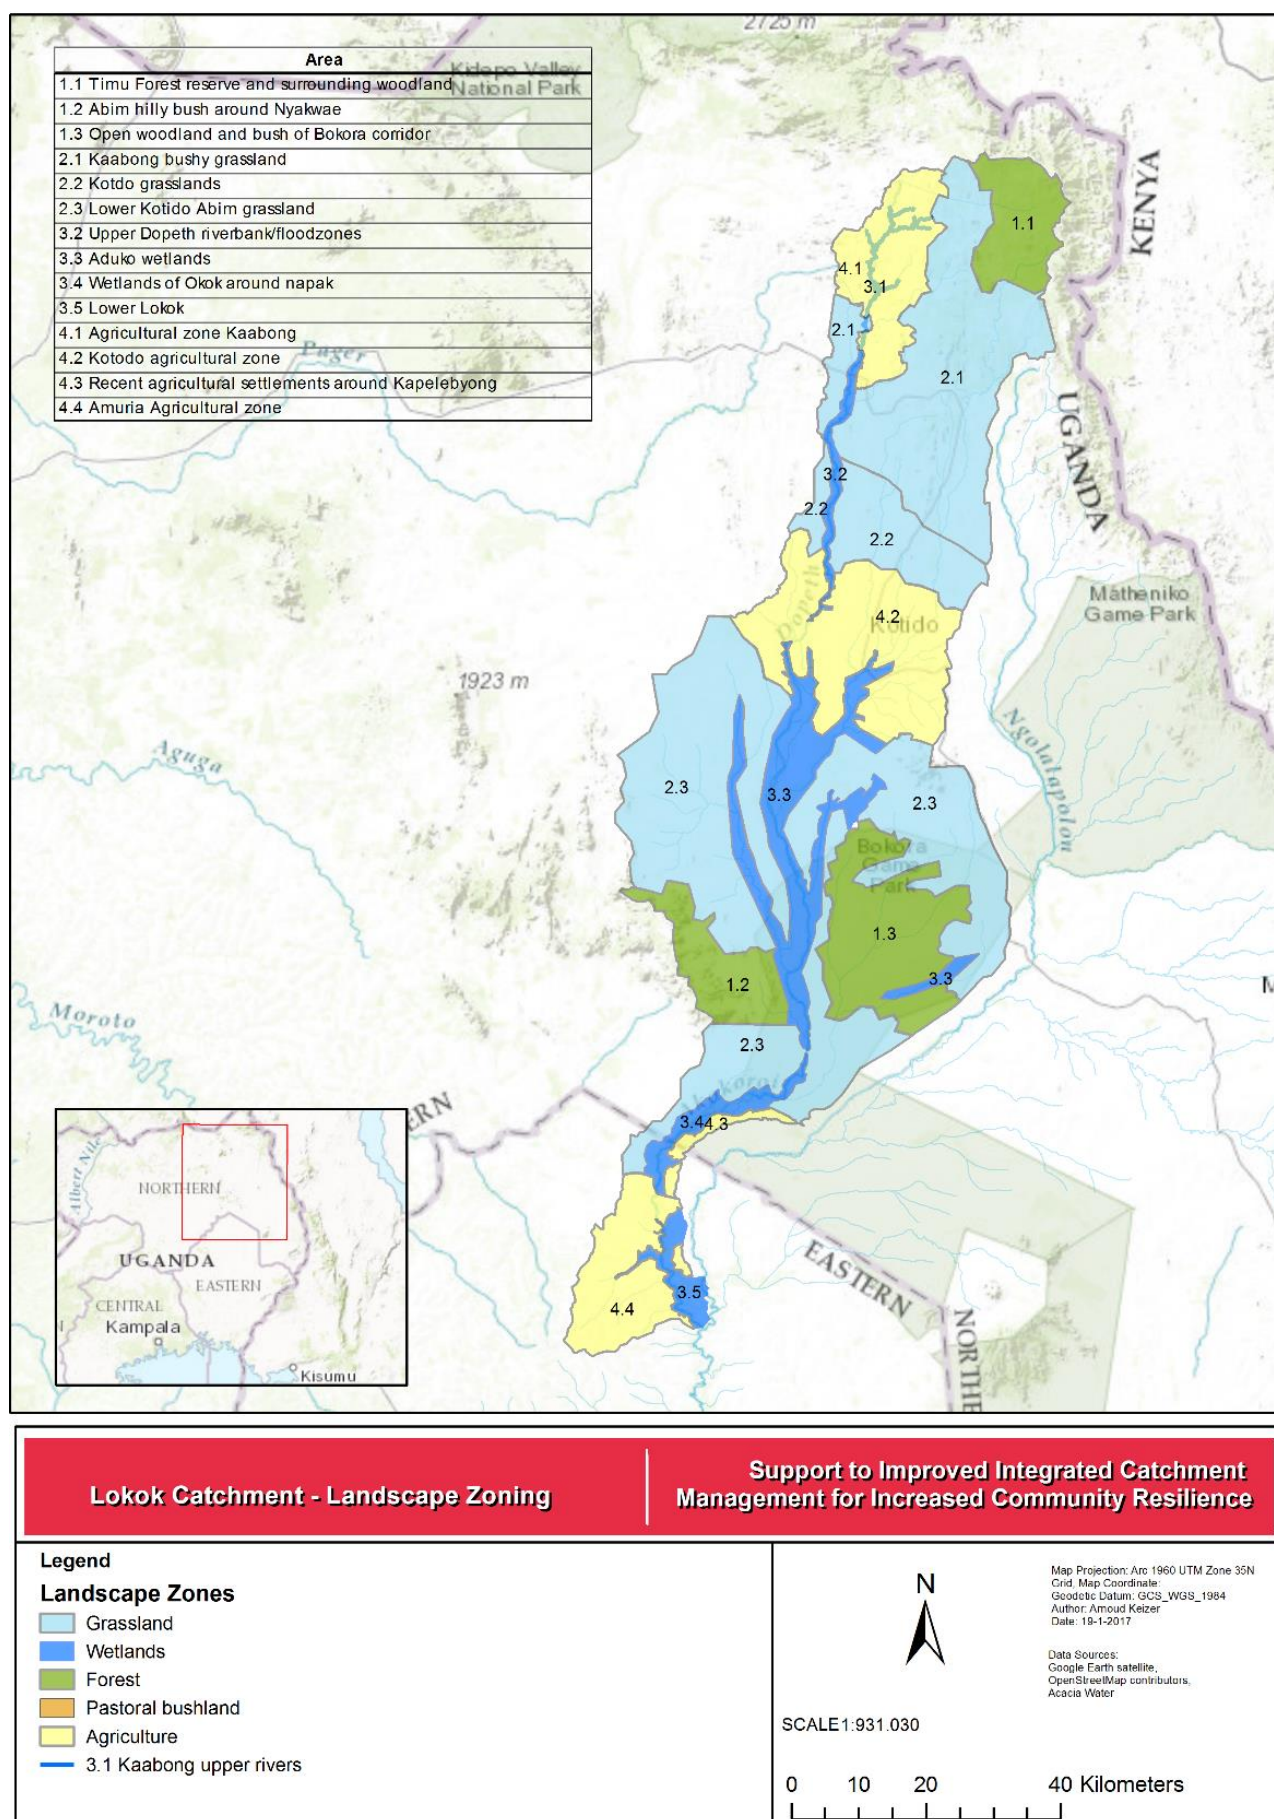 2725 m
Kidepo Valley
National Park
Area
1.1 Timu Forest reserve and surrounding woodland
1.2 Abim hilly bush around Nyakwae
1.3 Open woodland and bush of Bokora corridor
2.1 Kaabong bushy grassland
2.2 Kotdo grasslands
2.3 Lower Kotido Abim grassland
3.2 Upper Dopeth riverbank/floodzones
3.3 Aduko wetlands
3.4 Wetlands of Okok around napak
3.5 Lower Lokok
4.1 Agricultural zone Kaabong
4.2 Kotodo agricultural zone
4.3 Recent agricultural settlements around Kapelebyong
4.4 Amuria Agricultural zone
KENYA
UGANDA
1.1
4.1
3.1
2.1
2.1
Pager
3.2
2.2
2.2
Dopeth
4.2
Kotido
Matheniko
Game Park
1923 m
Ngolalapolon
Aguga
2.3
3.3
2.3
Bokora
Game
Park
1.3
3.3
1.2
M
Moroto
2.3
ERN
3.4
4.3
EASTERN
NORTHE
3.5
4.4
Albert Nile
NORTHERN
UGANDA
EASTERN
CENTRAL
Kampala
Kisumu
Lokok Catchment - Landscape Zoning
Support to Improved Integrated Catchment
Management for Increased Community Resilience
Legend
Landscape Zones
Grassland
Wetlands
Forest
Pastoral bushland
Agriculture
3.1 Kaabong upper rivers
N
SCALE1:931.030
0 10 20 40 Kilometers
Map Projection: Arc 1960 UTM Zone 35N
Grid, Map Coordinate:
Geodetic Datum: GCS_WGS_1984
Author: Arnoud Keizer
Date: 19-1-2017
Data Sources:
Google Earth satellite,
OpenStreetMap contributors,
Acacia Water